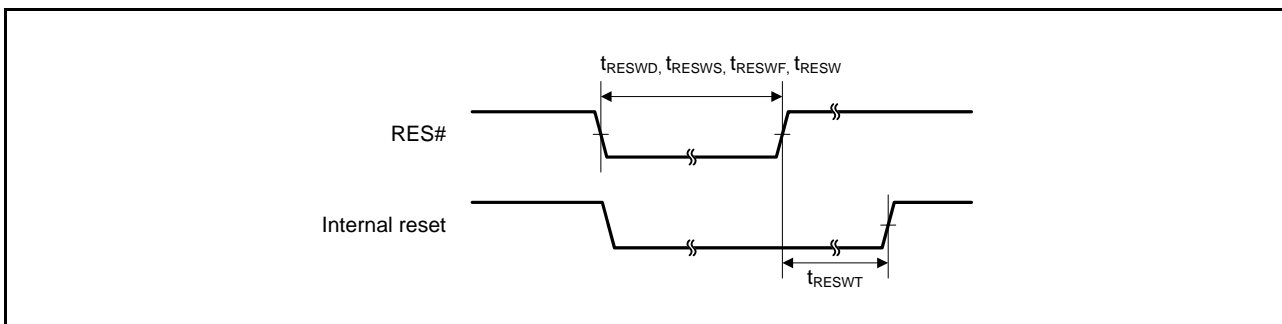 tRESWD, tRESWS, tRESWF, tRESW
RES#
Internal reset
tRESWT